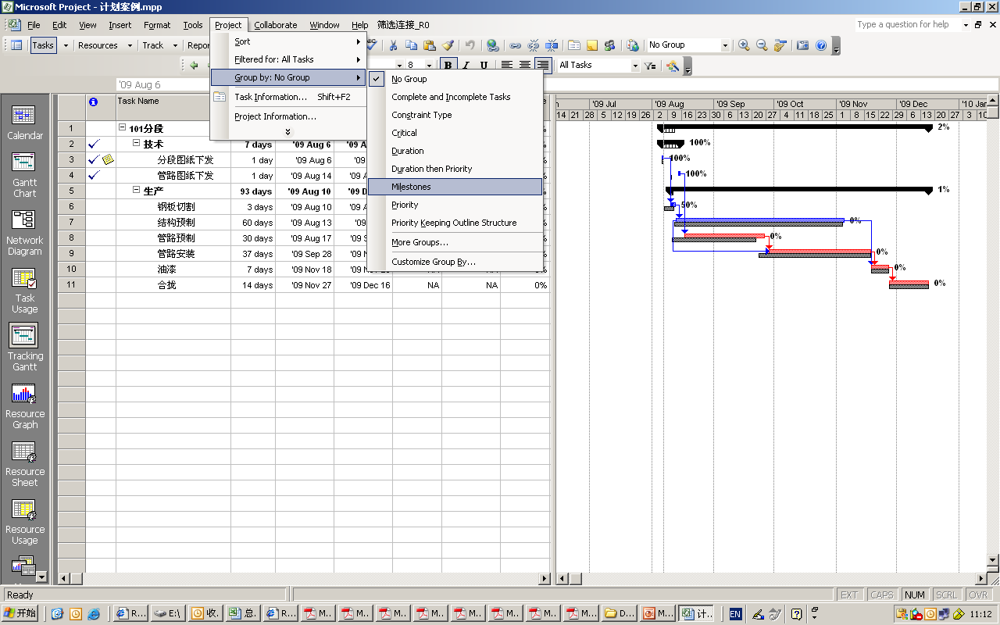 Microsoft Project - 计划案例.mpp
File Edit View Insert Format Tools Project Collaborate Window Help 筛选连接_R0 Type a question for help
Tasks Resources Track No Group
8 B I U All Tasks
'09 Aug 6
Sort
Filtered for: All Tasks
Group by: No Group
Task Information... Shift+F2
Project Information...
No Group
Complete and Incomplete Tasks
Constraint Type
Critical
Duration
Duration then Priority
Milestones
Priority
Priority Keeping Outline Structure
More Groups...
Customize Group By...
Calendar
Gantt Chart
Network Diagram
Task Usage
Tracking Gantt
Resource Graph
Resource Sheet
Resource Usage
Task Name
1 101分段
2 技术 7 days '09 Aug 6
3 分段图纸下发 1 day '09 Aug 6
4 管路图纸下发 1 day '09 Aug 14
5 生产 93 days '09 Aug 10
6 钢板切割 3 days '09 Aug 10
7 结构预制 60 days '09 Aug 13
8 管路预制 30 days '09 Aug 17
9 管路安装 37 days '09 Sep 28
10 油漆 7 days '09 Nov 18
11 合拢 14 days '09 Nov 27 '09 Dec 16 NA NA 0%
'09 Jul '09 Aug '09 Sep '09 Oct '09 Nov '09 Dec '10 Jan
14 21 28 5 12 19 26 2 9 16 23 30 6 13 20 27 4 11 18 25 1 8 15 22 29 6 13 20 27 3 10
2%
100%
100%
100%
1%
50%
0%
0%
0%
0%
0%
Ready EXT CAPS NUM SCRL OVR
开始 R... E:\ 收. 总. R... M.. M.. M.. M.. M.. M.. M.. M.. D... M... 计.. EN 11:12